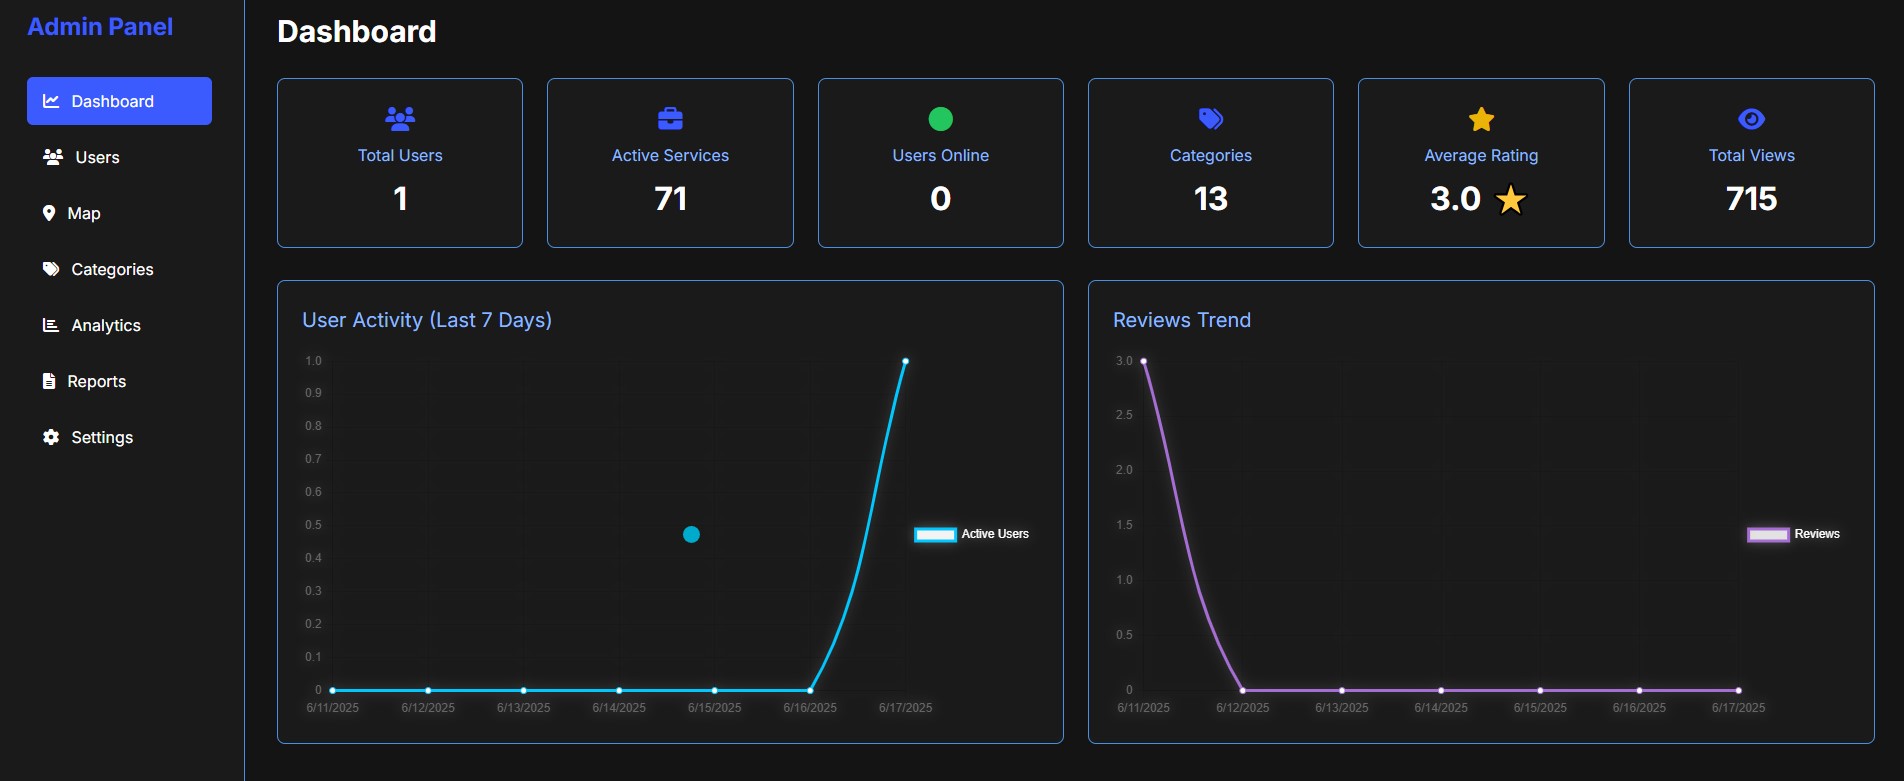 Admin Panel
Dashboard
Users
Map
Categories
Analytics
Reports
Settings
Dashboard
Total Users
1
Active Services
71
Users Online
0
Categories
13
Average Rating
3.0 ⭐
Total Views
715
User Activity (Last 7 Days)
1.0
0.9
0.8
0.7
0.6
0.5
0.4
0.3
0.2
0.1
0
6/11/2025 6/12/2025 6/13/2025 6/14/2025 6/15/2025 6/16/2025 6/17/2025
Active Users
Reviews Trend
3.0
2.5
2.0
1.5
1.0
0.5
0
6/11/2025 6/12/2025 6/13/2025 6/14/2025 6/15/2025 6/16/2025 6/17/2025
Reviews